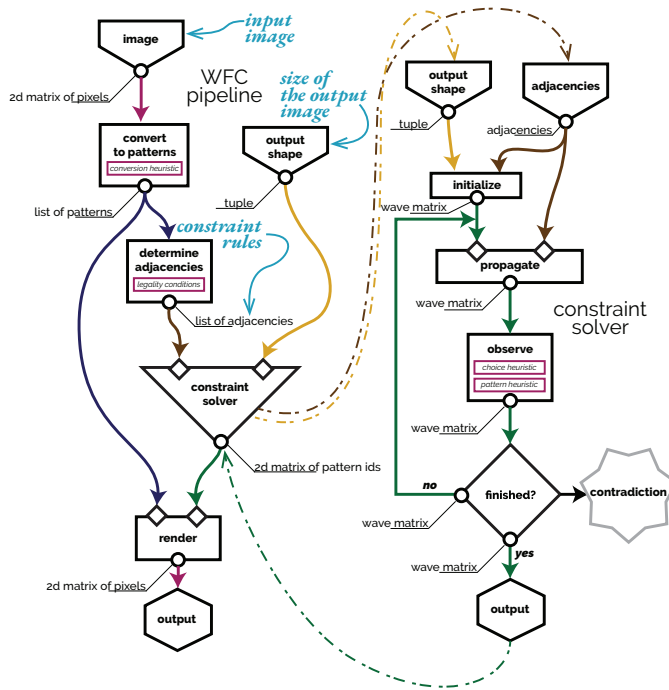 image
input
image
2d matrix of pixels
WFC
pipeline
convert
to patterns
conversion heuristic
list of patterns
size of
the output
image
output
shape
tuple
determine
adjacencies
legality conditions
constraint
rules
list of adjacencies
constraint
solver
2d matrix of pattern ids
render
2d matrix of pixels
output
output
shape
tuple
adjacencies
adjacencies
initialize
wave matrix
propagate
wave matrix
constraint
solver
observe
choice heuristic
pattern heuristic
wave matrix
no
finished?
contradiction
wave matrix
yes
wave matrix
output